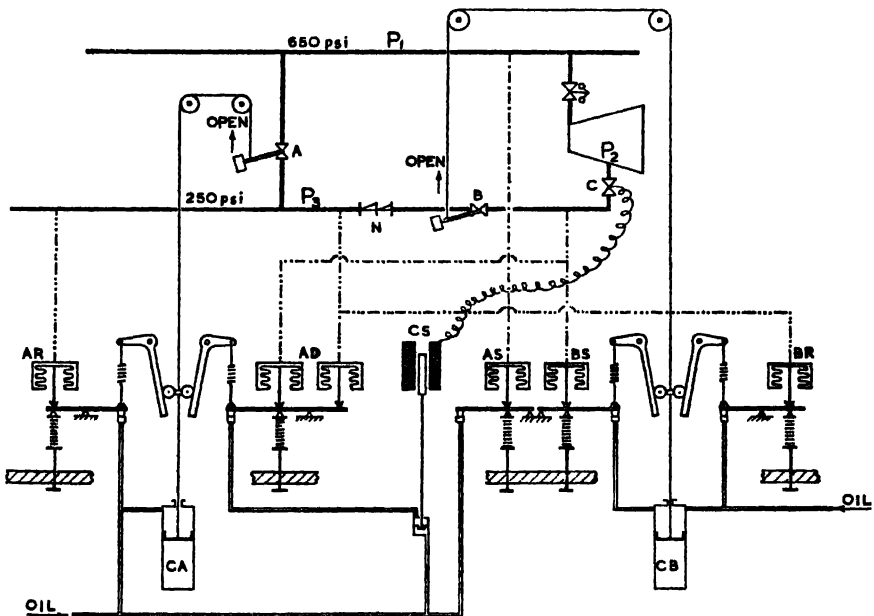 650 psi P₁
OPEN
A
P₂
OPEN
C
250 psi P₃
B
N
CS
AR
AD
AS
BS
BR
OIL
CA
CB
OIL